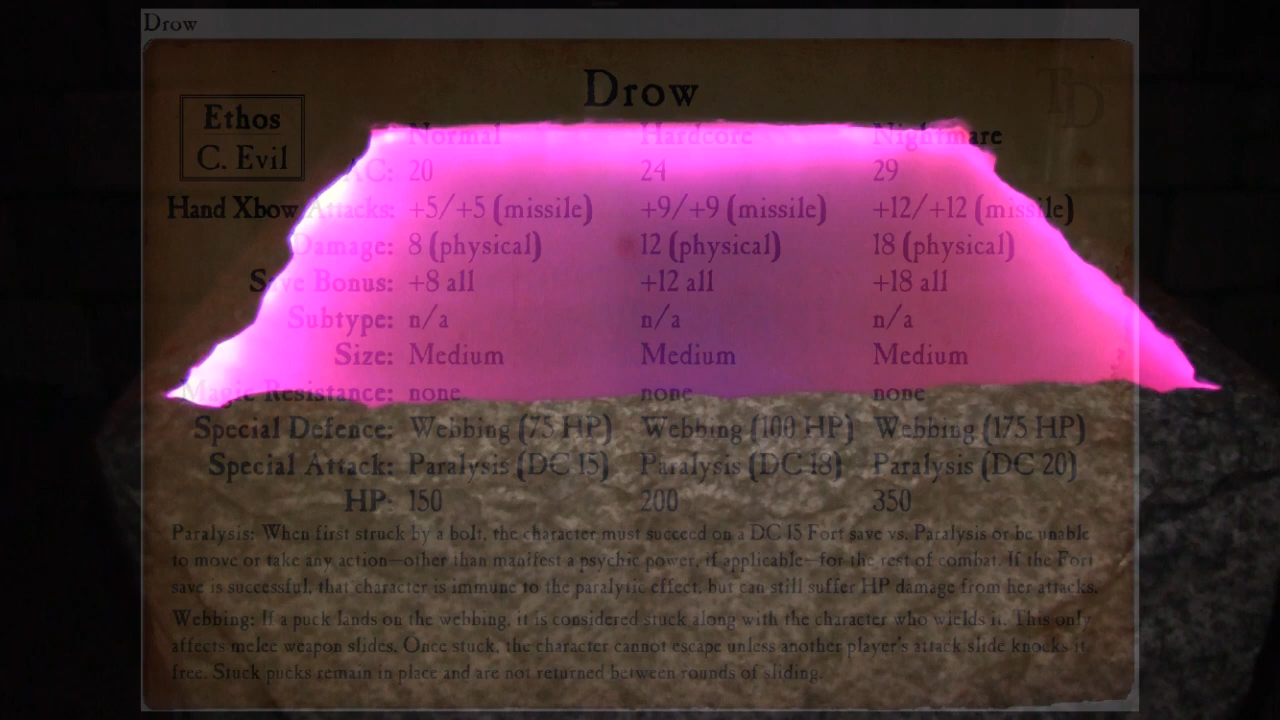 Drow
Drow
TD
Ethos
C. Evil
Normal Hardcore Nightmare
AC: 20 24 29
Hand Xbow Attacks: +5/+5 (missile) +9/+9 (missile) +12/+12 (missile)
Damage: 8 (physical) 12 (physical) 18 (physical)
Save Bonus: +8 all +12 all +18 all
Subtype: n/a n/a n/a
Size: Medium Medium Medium
Magic Resistance: none none none
Special Defence: Webbing (75 HP) Webbing (100 HP) Webbing (175 HP)
Special Attack: Paralysis (DC 15) Paralysis (DC 18) Paralysis (DC 20)
HP: 150 200 350
Paralysis: When first struck by a bolt, the character must succeed on a DC 15 Fort save vs. Paralysis or be unable
to move or take any action—other than manifest a psychic power, if applicable—for the rest of combat. If the Fort
save is successful, that character is immune to the paralytic effect, but can still suffer HP damage from her attacks.
Webbing: If a puck lands on the webbing, it is considered stuck along with the character who wields it. This only
affects melee weapon slides. Once stuck, the character cannot escape unless another player's attack slide knocks it
free. Stuck pucks remain in place and are not returned between rounds of sliding.